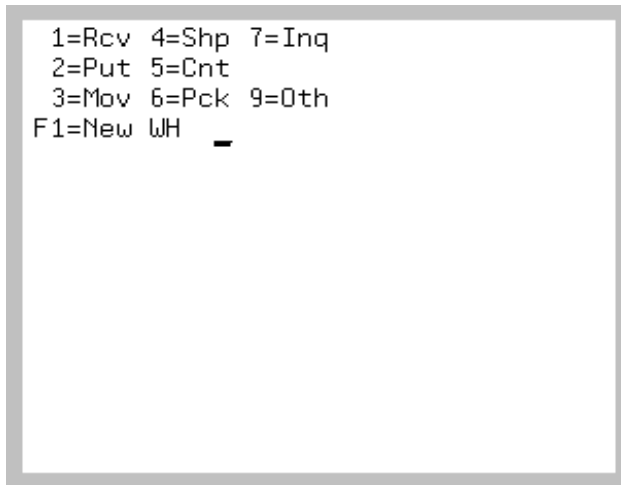 1=Rcv 4=Shp 7=Inq
2=Put 5=Cnt
3=Mov 6=Pck 9=Oth
F1=New WH _